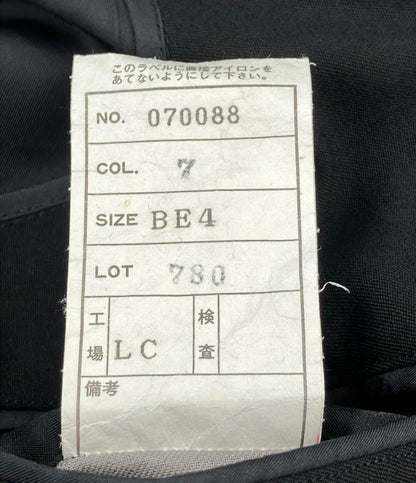 このラベルに直接アイロンを
あてないようにして下さい。
NO. 070088
COL. 7
SIZE BE4
LOT 780
工場 LC 検査
備考